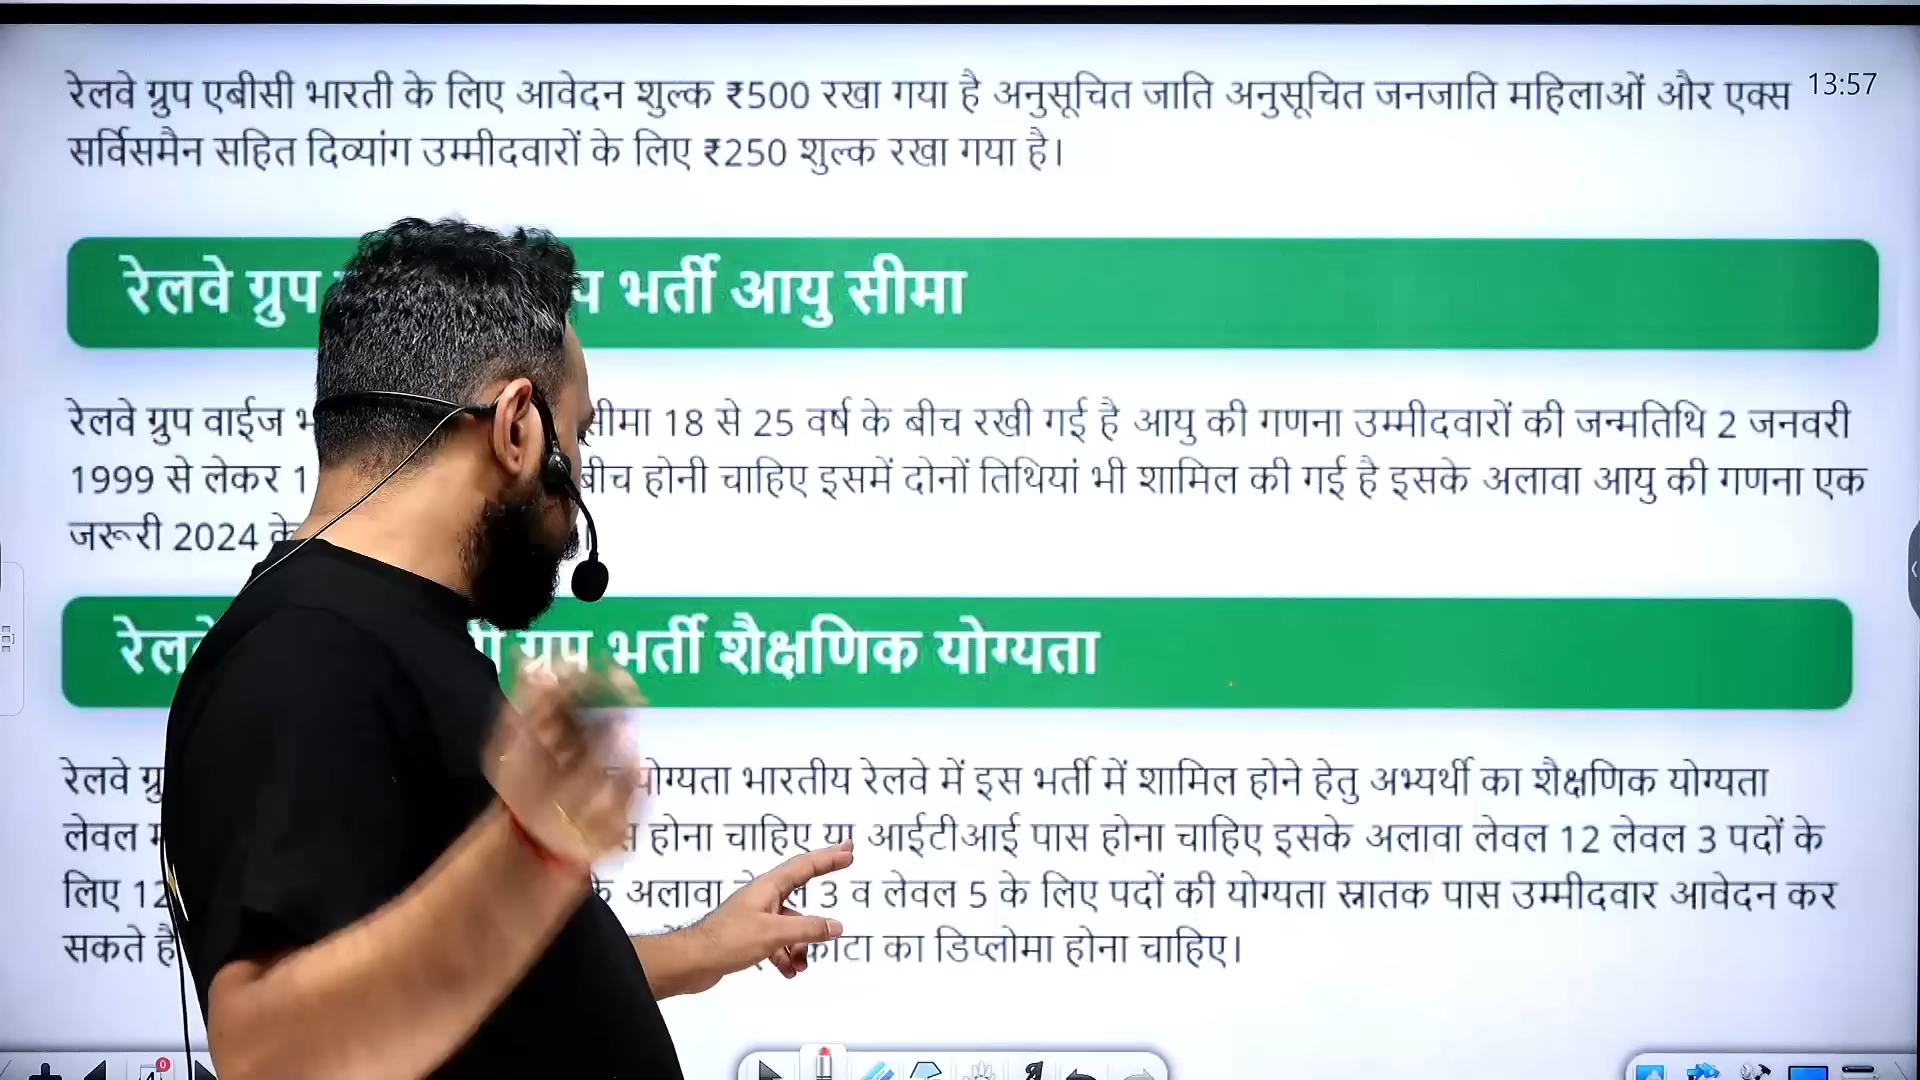 रेलवे ग्रुप एबीसी भारती के लिए आवेदन शुल्क ₹500 रखा गया है अनुसूचित जाति अनुसूचित जनजाति महिलाओं और एक्स
13:57
सर्विसमैन सहित दिव्यांग उम्मीदवारों के लिए ₹250 शुल्क रखा गया है।
रेलवे ग्रुप भर्ती आयु सीमा
रेलवे ग्रुप वाईज सीमा 18 से 25 वर्ष के बीच रखी गई है आयु की गणना उम्मीदवारों की जन्मतिथि 2 जनवरी
1999 से लेकर 1 बीच होनी चाहिए इसमें दोनों तिथियां भी शामिल की गई है इसके अलावा आयु की गणना एक
जरूरी 2024 के
ग्रुप भर्ती शैक्षणिक योग्यता
रेलवे योग्यता भारतीय रेलवे में इस भर्ती में शामिल होने हेतु अभ्यर्थी का शैक्षणिक योग्यता
लेवल होना चाहिए या आईटीआई पास होना चाहिए इसके अलावा लेवल 12 लेवल 3 पदों के
लिए 12 के अलावा 3 व लेवल 5 के लिए पदों की योग्यता स्नातक पास उम्मीदवार आवेदन कर
सकते है कोटा का डिप्लोमा होना चाहिए।